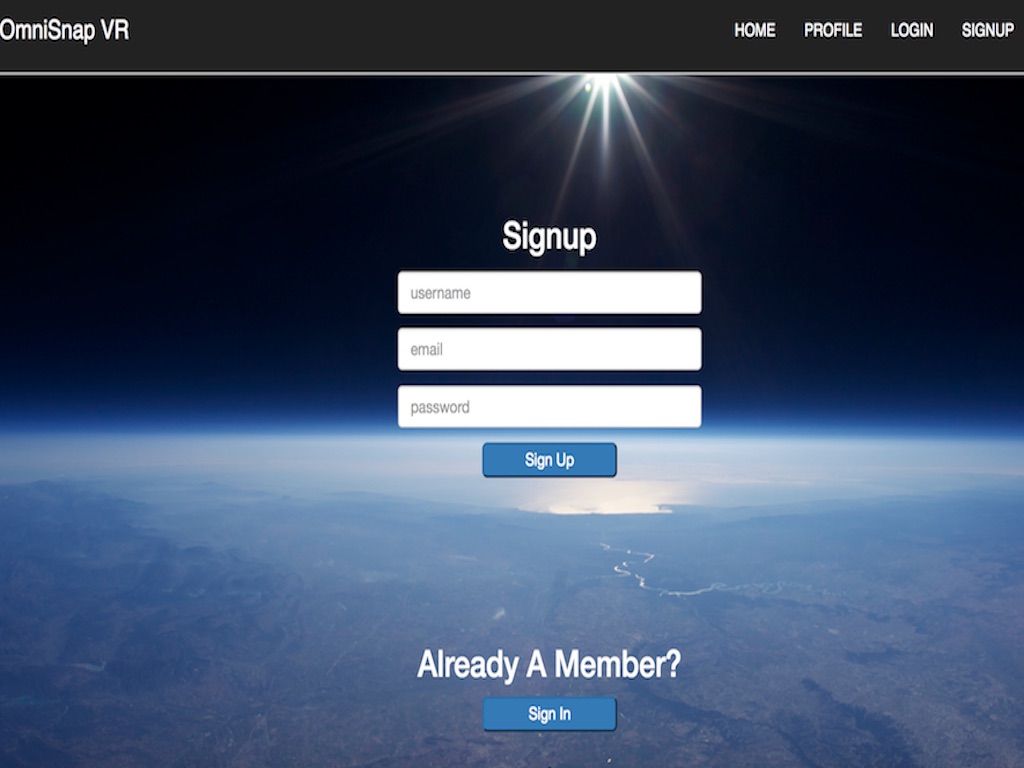 OmniSnap VR
HOME PROFILE LOGIN SIGNUP
Signup
username
email
password
Sign Up
Already A Member?
Sign In